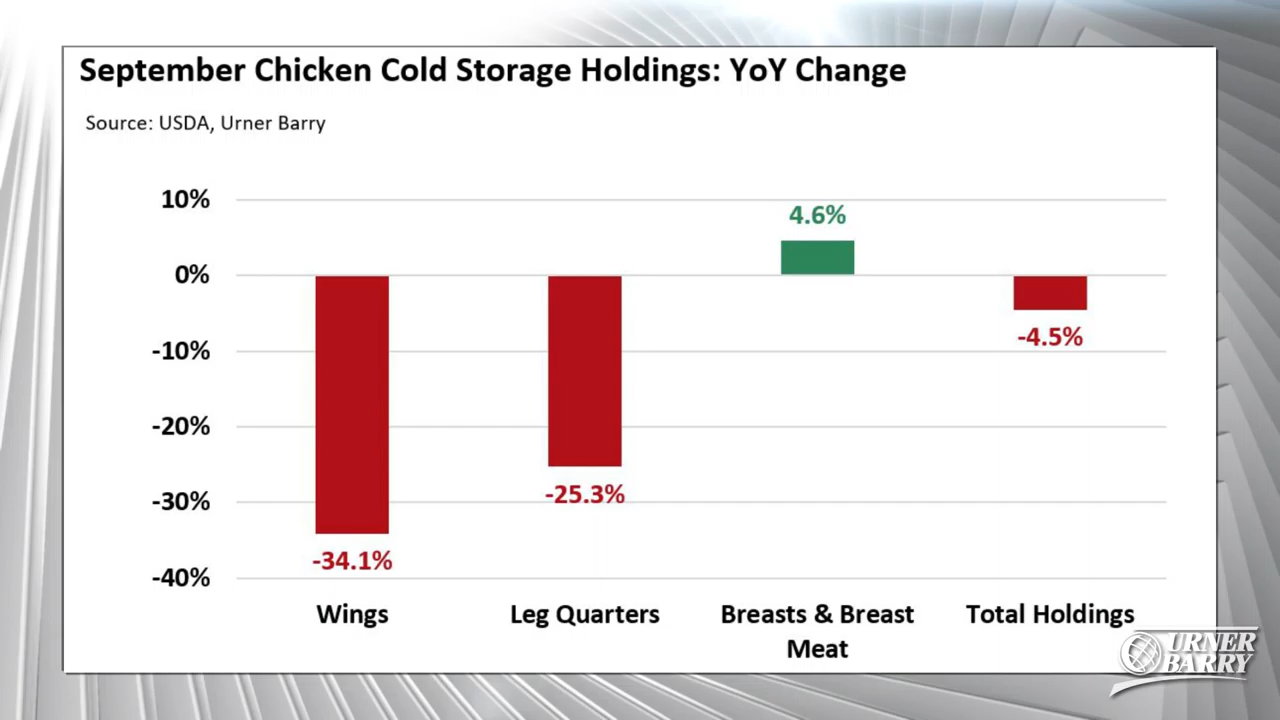 September Chicken Cold Storage Holdings: YoY Change
Source: USDA, Urner Barry
10%
4.6%
0%
-4.5%
-10%
-20%
-25.3%
-30%
-34.1%
-40%
Wings
Leg Quarters
Breasts & Breast
Meat
Total Holdings
URNER
BARRY